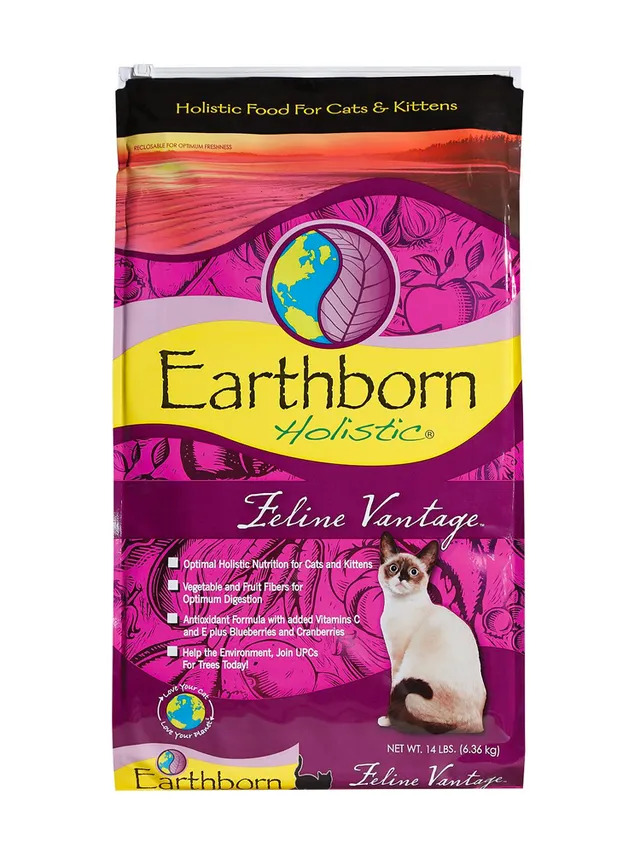 Holistic Food For Cats & Kittens
RECLOSABLE FOR OPTIMUM FRESHNESS
Earthborn
Holistic®
Feline Vantage™
Optimal Holistic Nutrition for Cats and Kittens
Vegetable and Fruit Fibers for
Optimum Digestion
Antioxidant Formula with added Vitamins C
and E plus Blueberries and Cranberries
Help the Environment, Join UPCs
For Trees Today!
Love Your Cat
Love Your Planet
NET WT. 14 LBS. (6.36 kg)
Earthborn
Feline Vantage